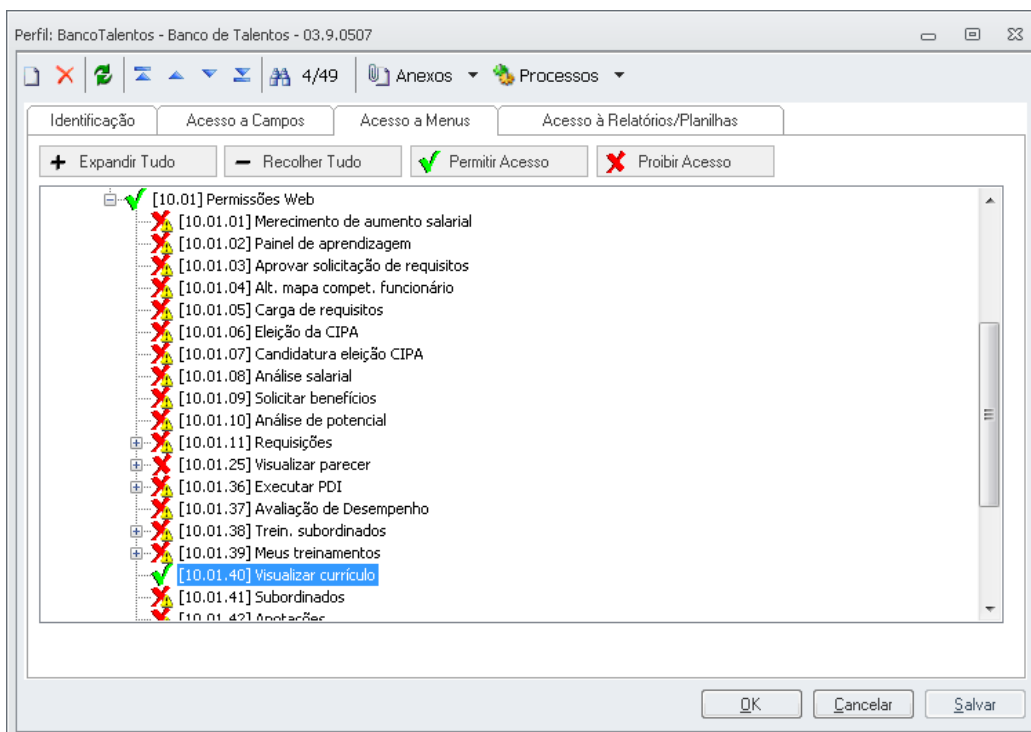 Perfil: BancoTalentos - Banco de Talentos - 03.9.0507
4/49 Anexos Processos
Identificação Acesso a Campos Acesso a Menus Acesso à Relatórios/Planilhas
Expandir Tudo Recolher Tudo Permitir Acesso Proibir Acesso
[10.01] Permissões Web
[10.01.01] Merecimento de aumento salarial
[10.01.02] Painel de aprendizagem
[10.01.03] Aprovar solicitação de requisitos
[10.01.04] Alt. mapa compet. funcionário
[10.01.05] Carga de requisitos
[10.01.06] Eleição da CIPA
[10.01.07] Candidatura eleição CIPA
[10.01.08] Análise salarial
[10.01.09] Solicitar benefícios
[10.01.10] Análise de potencial
[10.01.11] Requisições
[10.01.25] Visualizar parecer
[10.01.36] Executar PDI
[10.01.37] Avaliação de Desempenho
[10.01.38] Trein. subordinados
[10.01.39] Meus treinamentos
[10.01.40] Visualizar currículo
[10.01.41] Subordinados
[10.01.42] Anotações
OK Cancelar Salvar